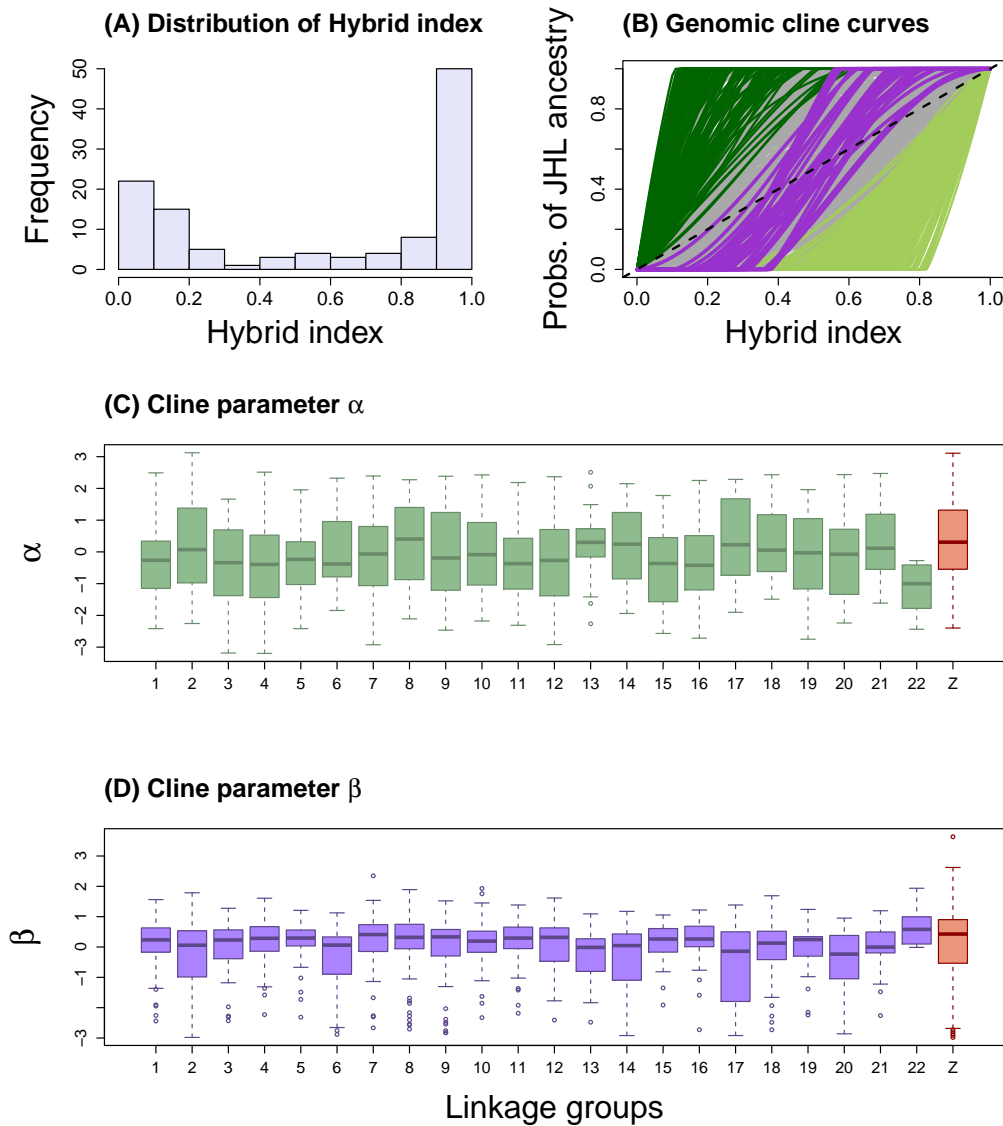 (A) Distribution of Hybrid index
(B) Genomic cline curves
Frequency
0 10 20 30 40 50
0.0 0.2 0.4 0.6 0.8 1.0
Hybrid index
Probs. of JHL ancestry
0.0 0.4 0.8
0.0 0.2 0.4 0.6 0.8 1.0
Hybrid index
(C) Cline parameter α
α
−3 −2 −1 0 1 2 3
1 2 3 4 5 6 7 8 9 10 11 12 13 14 15 16 17 18 19 20 21 22 Z
(D) Cline parameter β
β
−3 −1 0 1 2 3
1 2 3 4 5 6 7 8 9 10 11 12 13 14 15 16 17 18 19 20 21 22 Z
Linkage groups